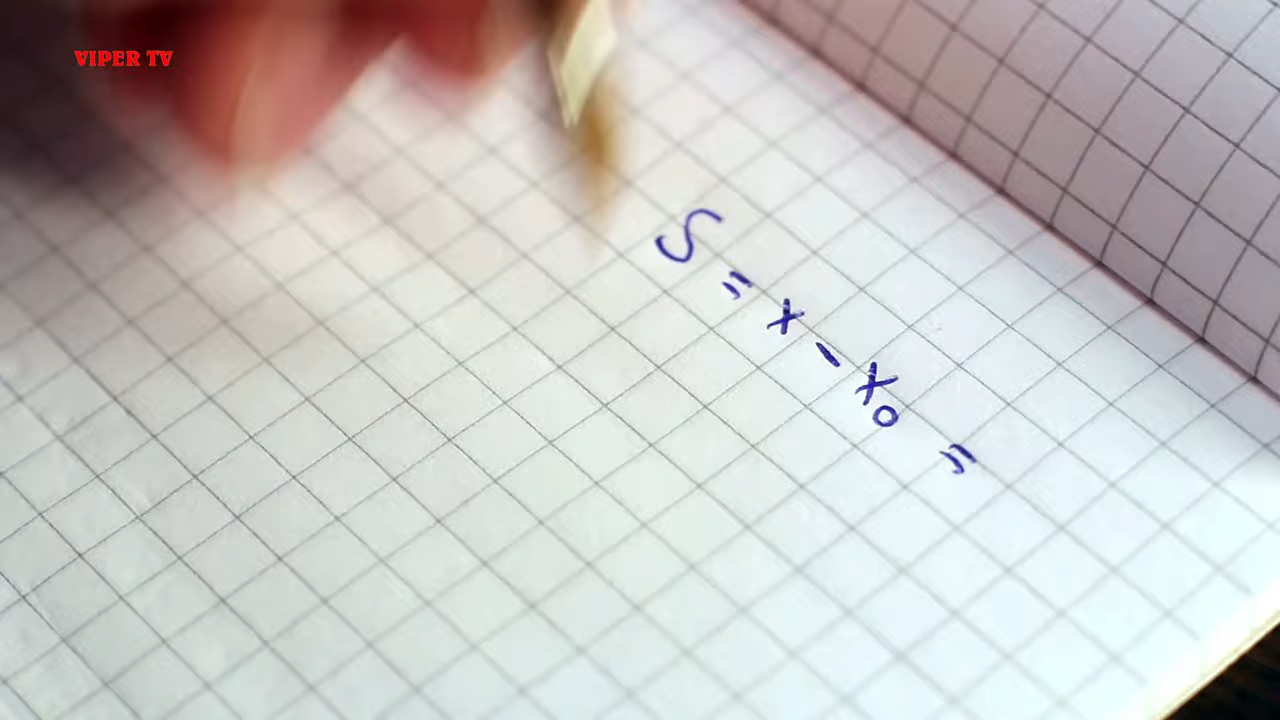 VIPER TV
S = x - x₀ =